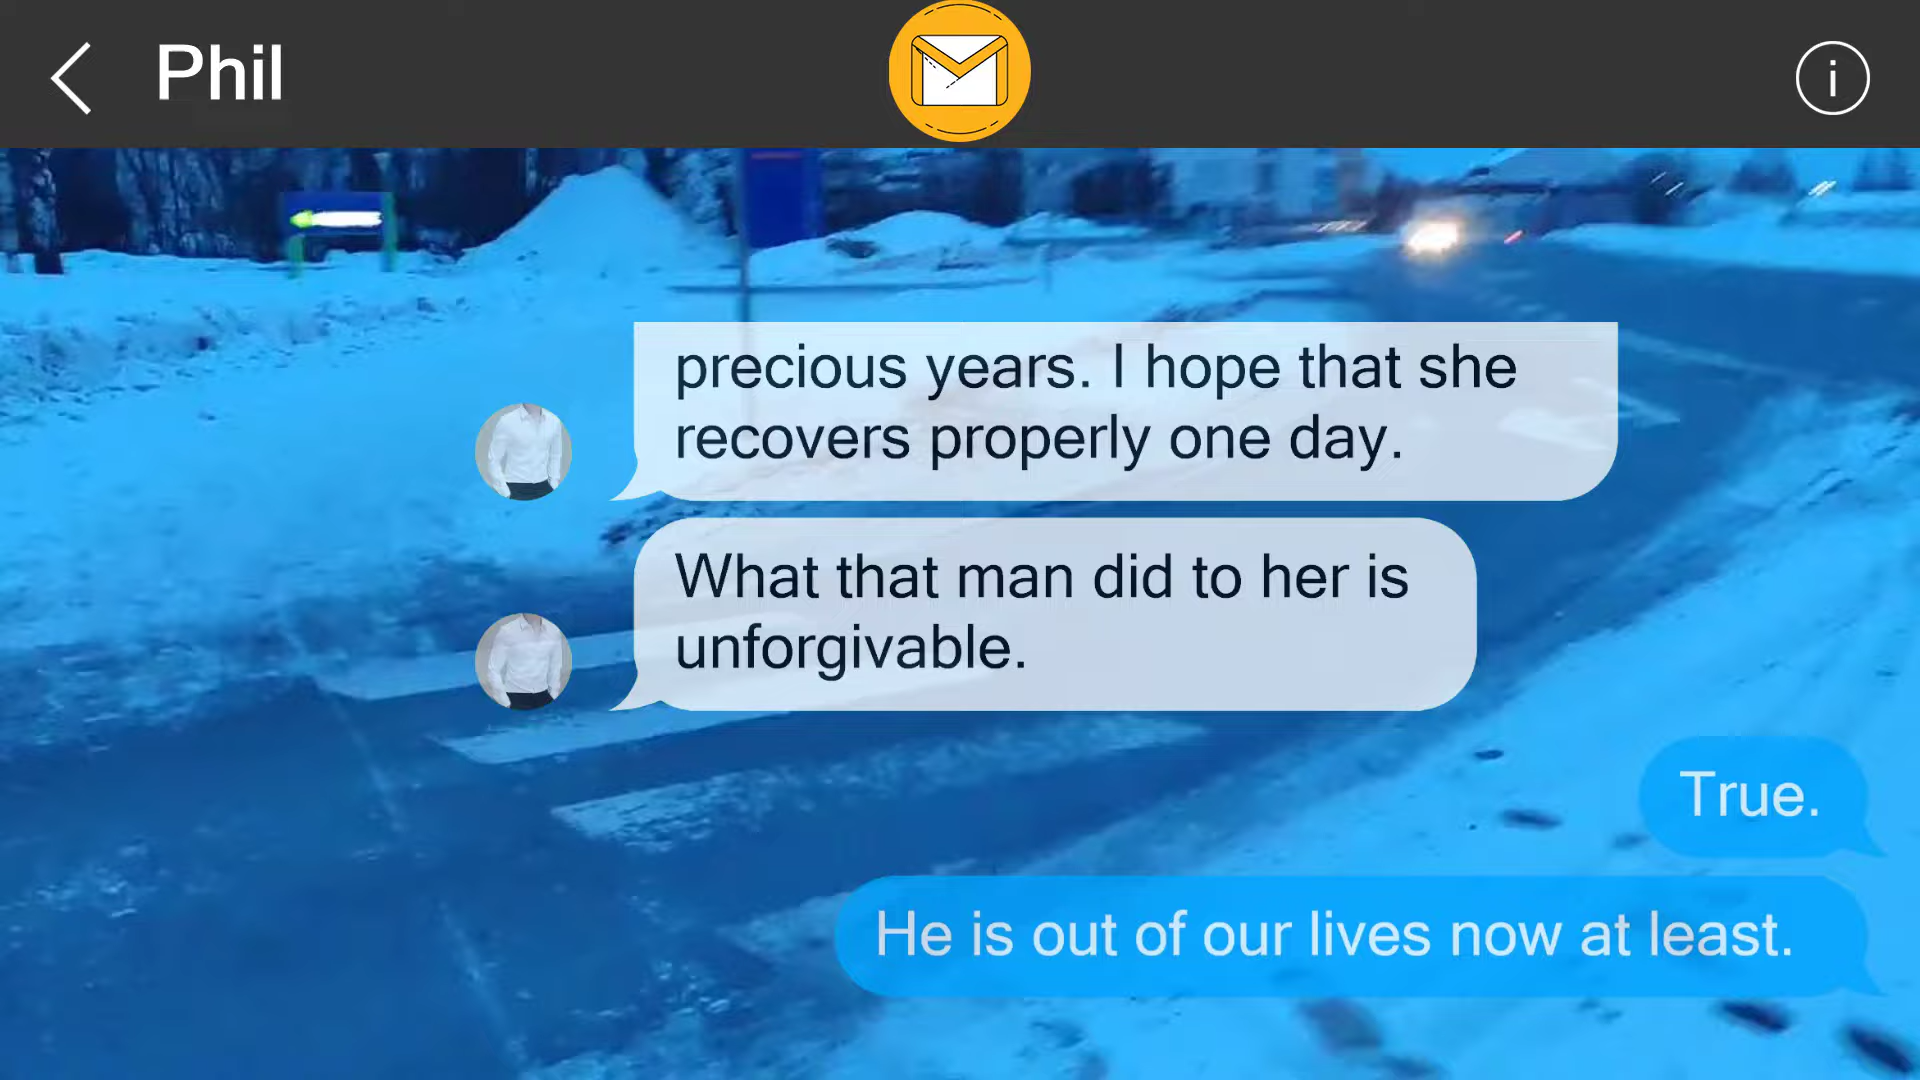 Phil
i
precious years. I hope that she
recovers properly one day.
What that man did to her is
unforgivable.
True.
He is out of our lives now at least.